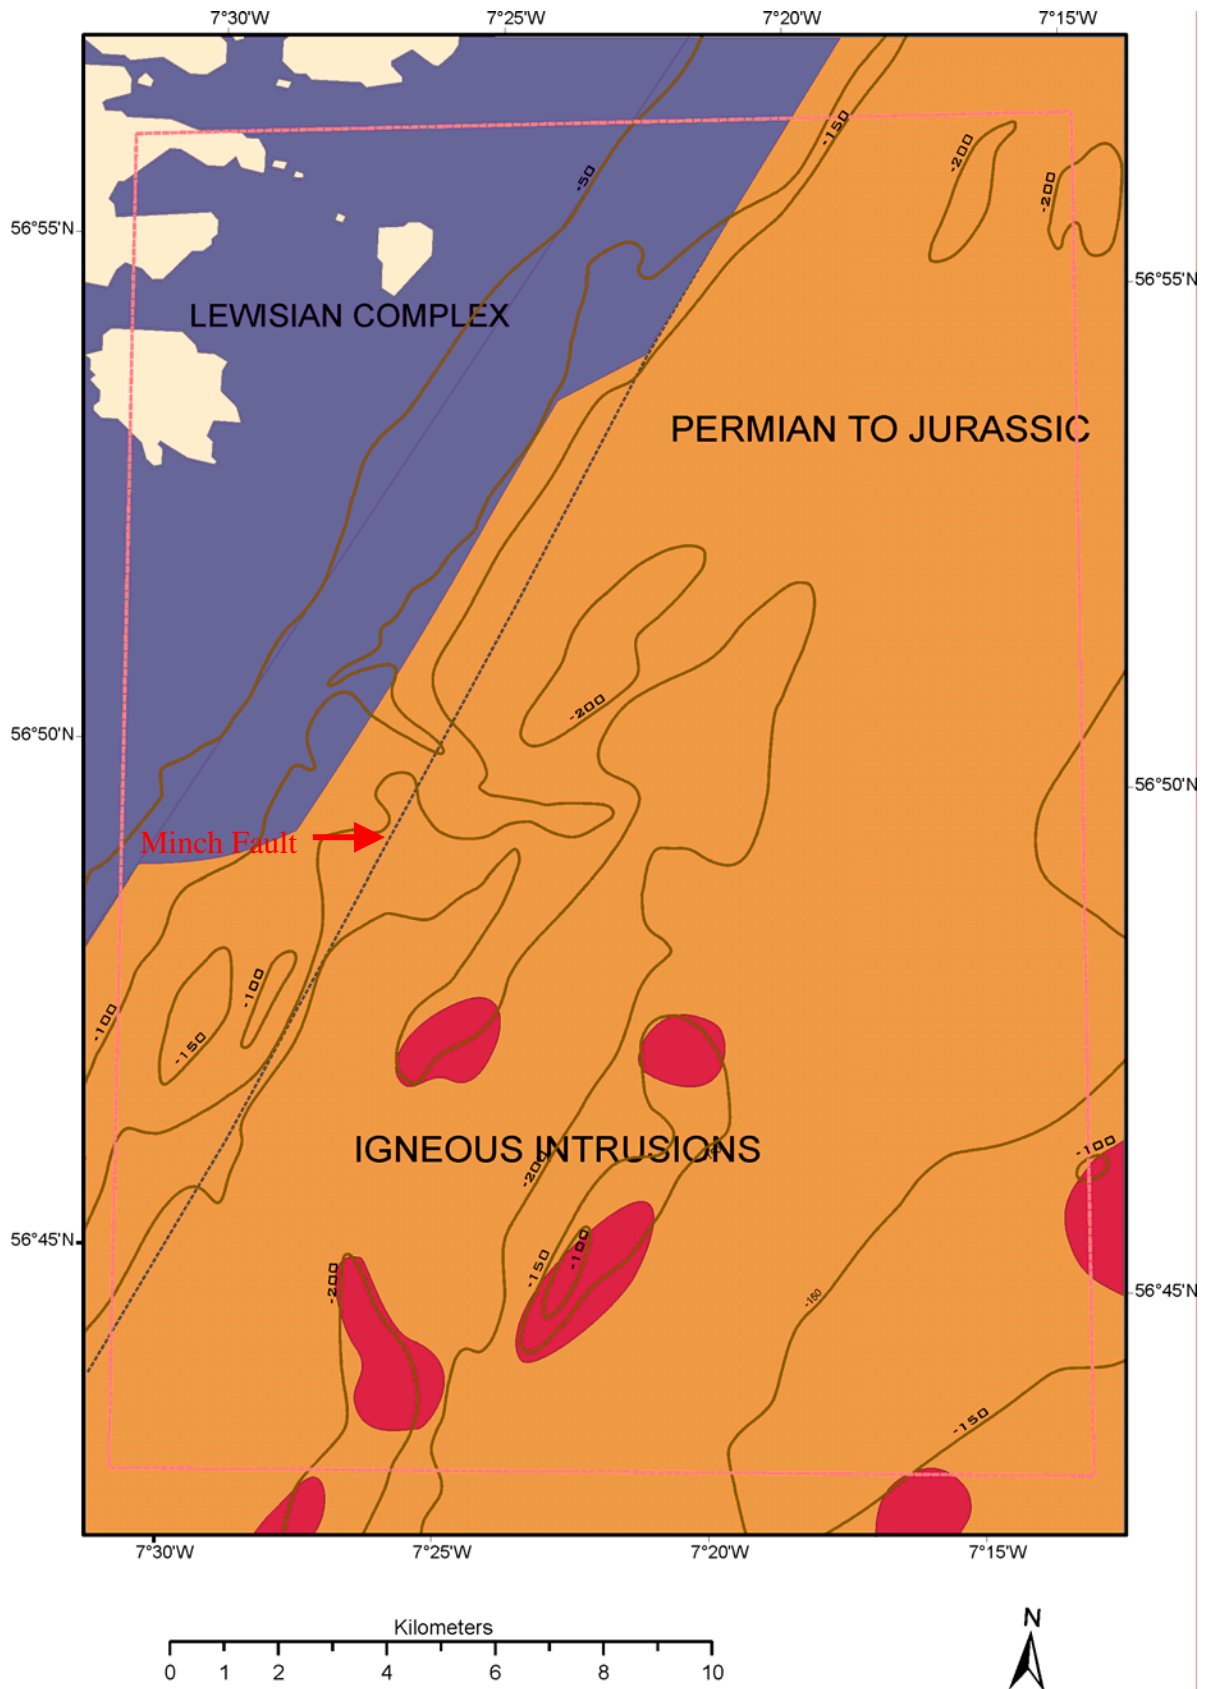 7°30'W 7°25'W 7°20'W 7°15'W
-150
-200
-50
-200
56°55'N
56°55'N
LEWISIAN COMPLEX
PERMIAN TO JURASSIC
-200
56°50'N
56°50'N
Minch Fault
-100
-100
-150
IGNEOUS INTRUSIONS
-100
-200
56°45'N
-150
-100
-200
56°45'N
-150
-150
7°30'W 7°25'W 7°20'W 7°15'W
Kilometers
0 1 2 4 6 8 10
N